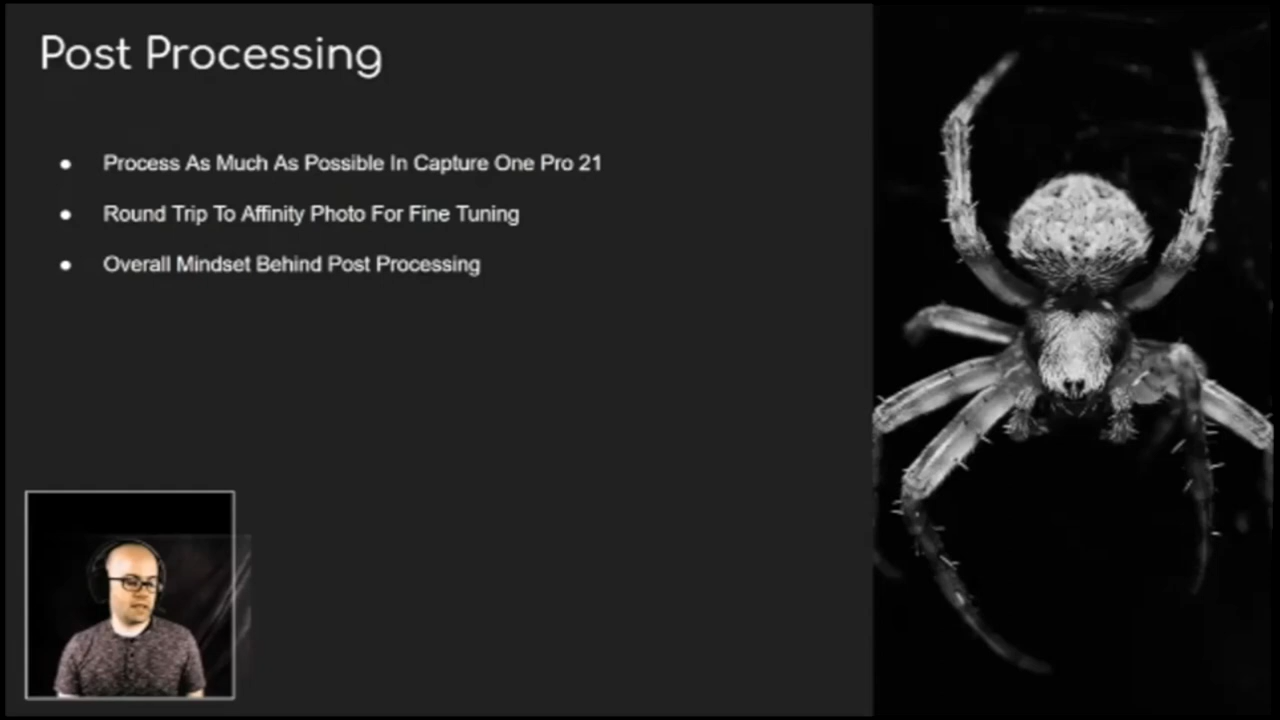 Post Processing
Process As Much As Possible In Capture One Pro 21
Round Trip To Affinity Photo For Fine Tuning
Overall Mindset Behind Post Processing